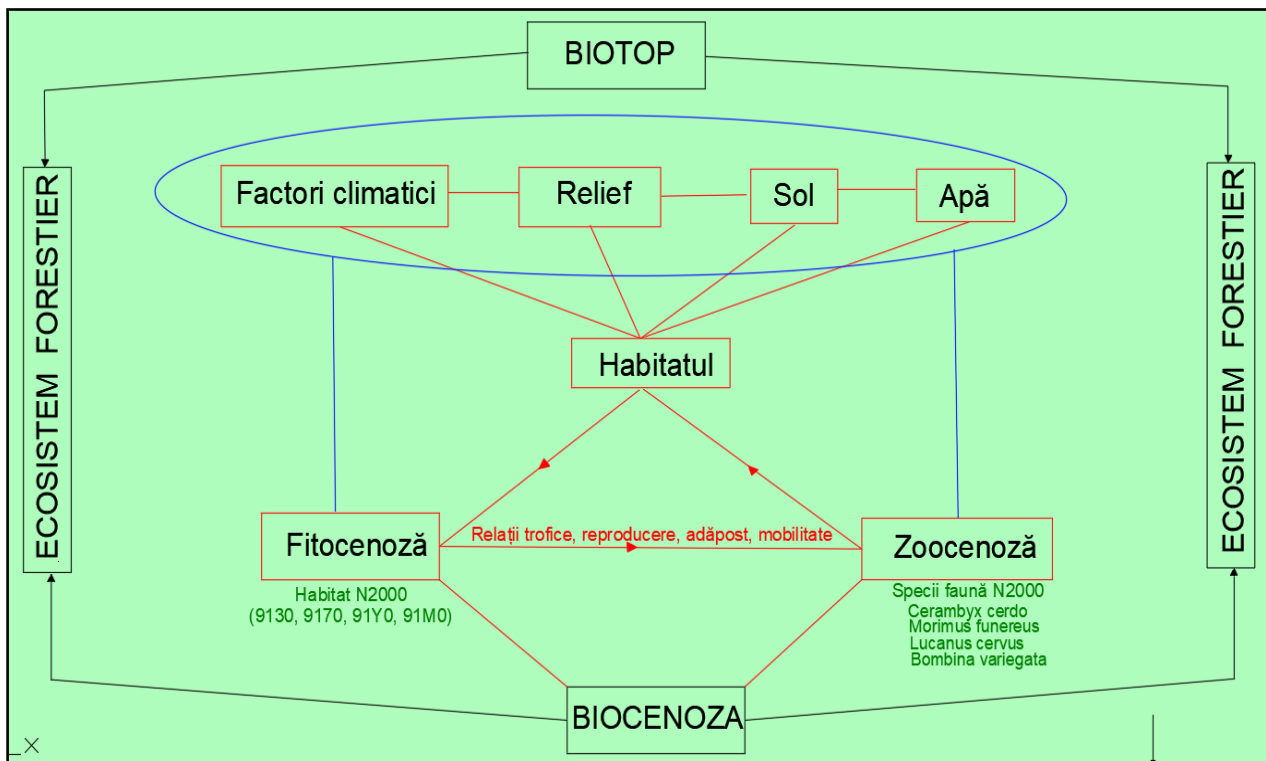 BIOTOP
Factori climatici
Relief
Sol
Apă
ECOSISTEM FORESTIER
ECOSISTEM FORESTIER
Habitatul
Relații trofice, reproducere, adăpost, mobilitate
Fitocenoză
Zoocenoză
Habitat N2000
(9130, 9170, 91Y0, 91M0)
Specii faună N2000
Cerambyx cerdo
Morimus funereus
Lucanus cervus
Bombina variegata
BIOCENOZA
X